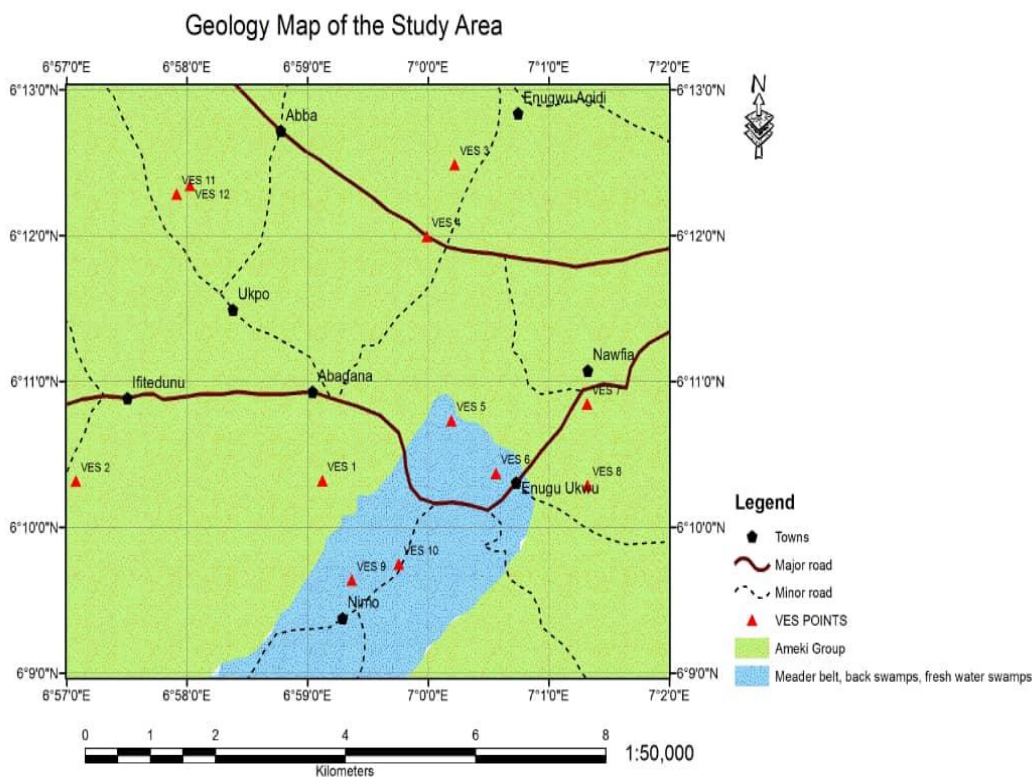 Geology Map of the Study Area
6°57'0"E 6°58'0"E 6°59'0"E 7°0'0"E 7°1'0"E 7°2'0"E
N
6°13'0"N 6°13'0"N
Enugwu Agidi
Abba
VES 3
VES 11
VES 12
VES 4
6°12'0"N 6°12'0"N
Ukpo
Nawfia
6°11'0"N 6°11'0"N
Ifitedunu Abagana
VES 7
VES 5
VES 2 VES 1 VES 6 VES 8
Enugu Ukwu
6°10'0"N 6°10'0"N
VES 10
VES 9
Nimo
6°9'0"N 6°9'0"N
6°57'0"E 6°58'0"E 6°59'0"E 7°0'0"E 7°1'0"E 7°2'0"E
Legend
Towns
Major road
Minor road
VES POINTS
Ameki Group
Meader belt, back swamps, fresh water swamps
0 1 2 4 6 8
1:50,000
Kilometers